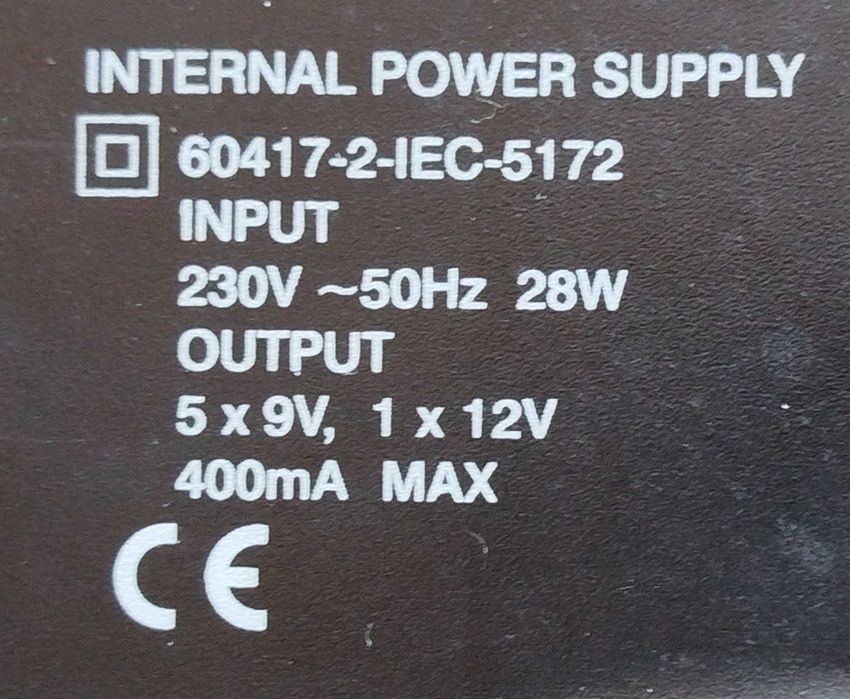 INTERNAL POWER SUPPLY
60417-2-IEC-5172
INPUT
230V ~50Hz 28W
OUTPUT
5 x 9V, 1 x 12V
400mA MAX
CE